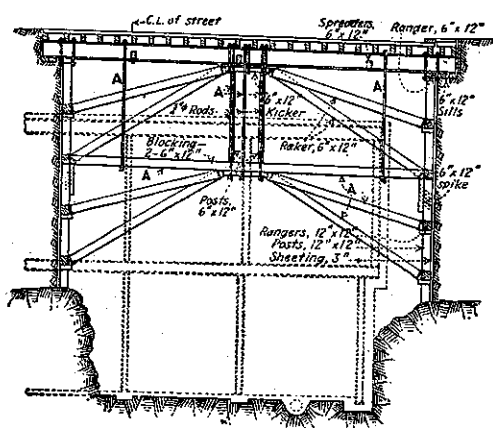 C.L. of street
Spreaders,
6"x12"
Ranger, 6"x12"
A
A
A
6"x12"
Sills
6"x12"
Kicker
Rods
Raker, 6"x12"
Blocking
2-6"x12"
A
A
6"x12"
spike
Posts,
6"x12"
Rangers, 12"x12"
Posts, 12"x12"
Sheeting, 3"